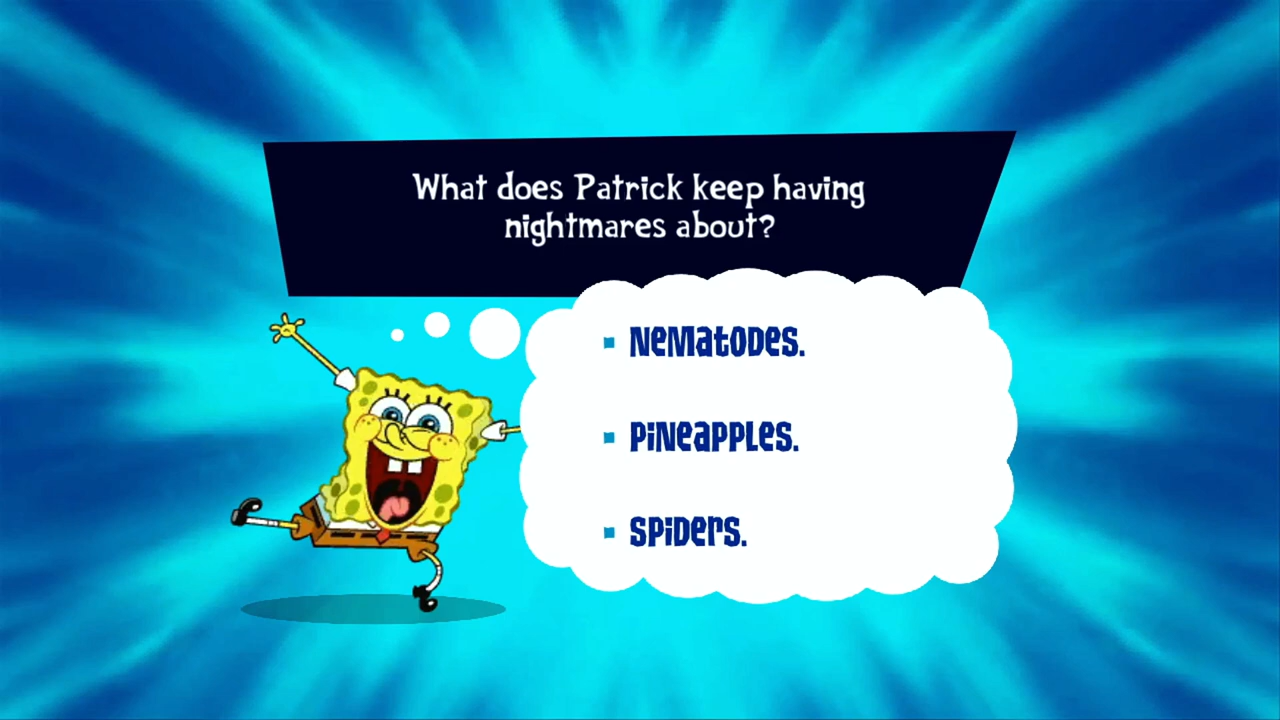 What does Patrick keep having
nightmares about?
Nematodes.
Pineapples.
Spiders.